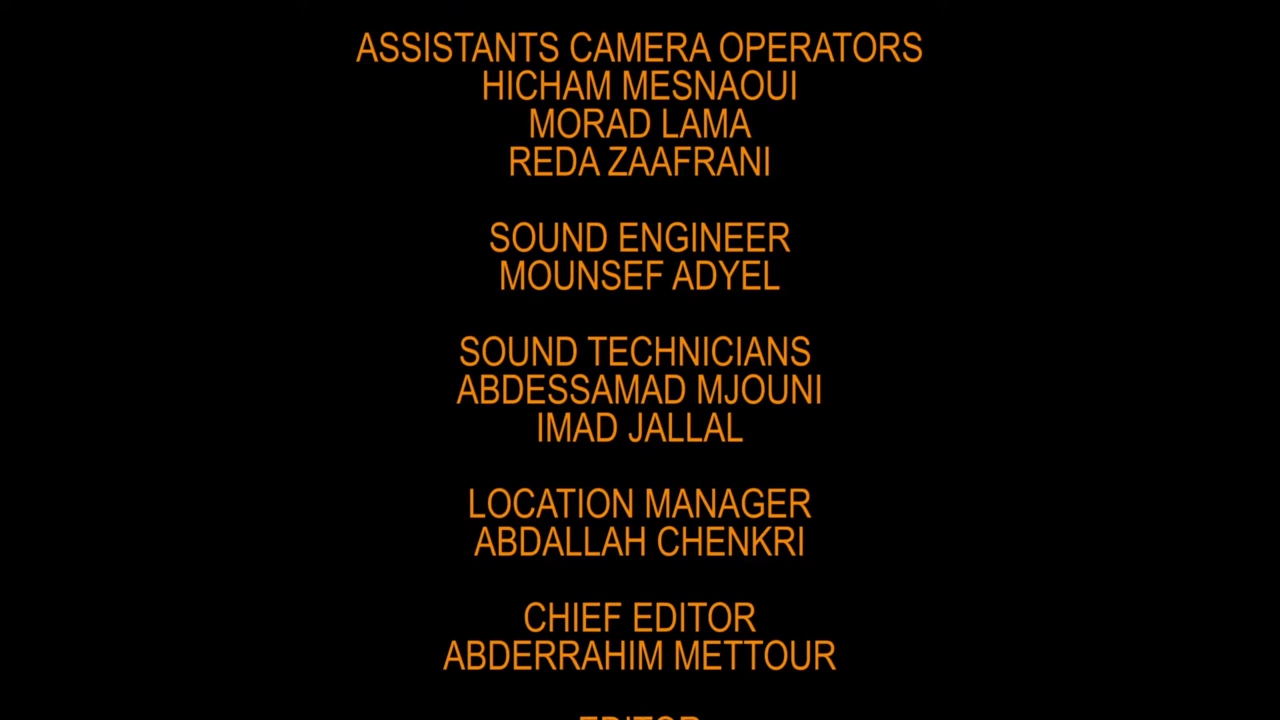 ASSISTANTS CAMERA OPERATORS
HICHAM MESNAOUI
MORAD LAMA
REDA ZAAFRANI
SOUND ENGINEER
MOUNSEF ADYEL
SOUND TECHNICIANS
ABDESSAMAD MJOUNI
IMAD JALLAL
LOCATION MANAGER
ABDALLAH CHENKRI
CHIEF EDITOR
ABDERRAHIM METTOUR
EDITOR